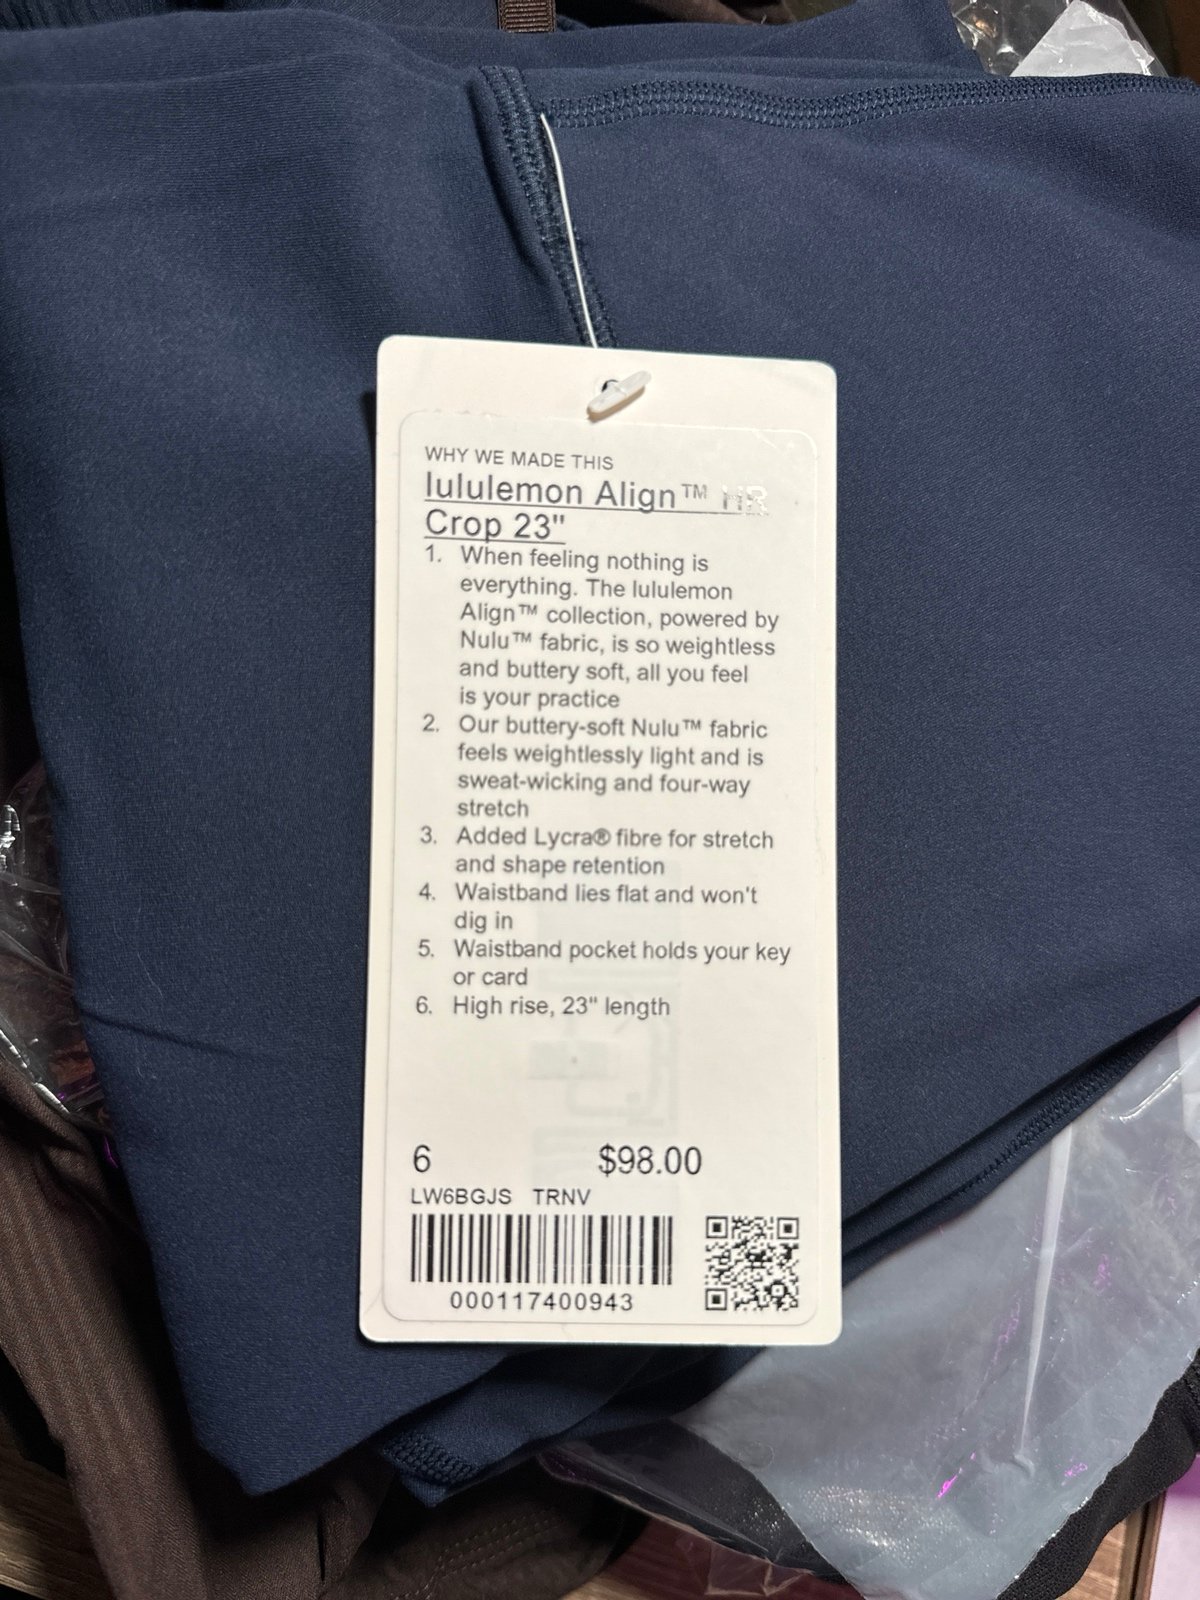 WHY WE MADE THIS
lululemon Align™ HR
Crop 23"
1. When feeling nothing is
everything. The lululemon
Align™ collection, powered by
Nulu™ fabric, is so weightless
and buttery soft, all you feel
is your practice
2. Our buttery-soft Nulu™ fabric
feels weightlessly light and is
sweat-wicking and four-way
stretch
3. Added Lycra® fibre for stretch
and shape retention
4. Waistband lies flat and won't
dig in
5. Waistband pocket holds your key
or card
6. High rise, 23" length
6 $98.00
LW6BGJS TRNV
000117400943